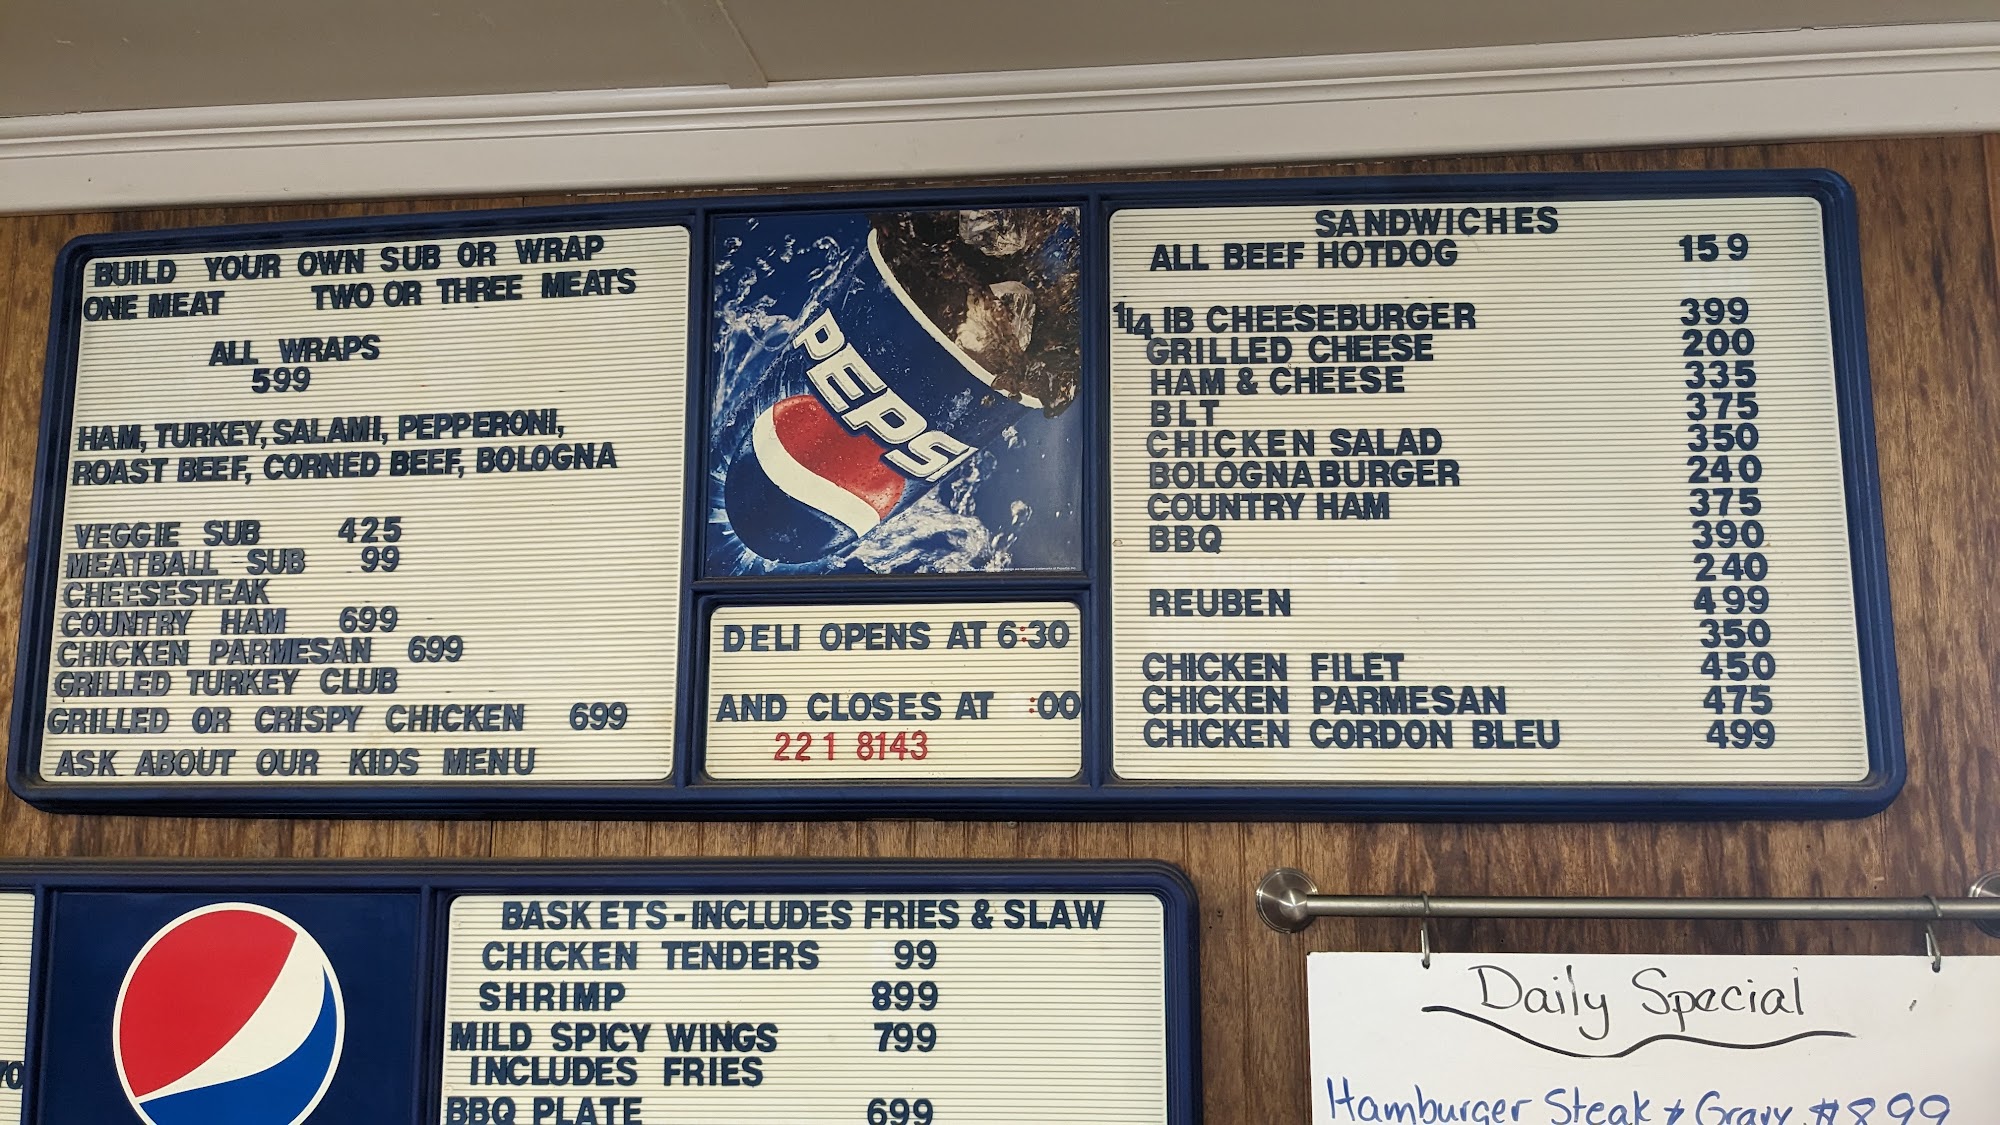 BUILD YOUR OWN SUB OR WRAP
ONE MEAT TWO OR THREE MEATS
ALL WRAPS
599
HAM, TURKEY, SALAMI, PEPPERONI,
ROAST BEEF, CORNED BEEF, BOLOGNA
VEGGIE SUB 425
MEATBALL SUB 99
CHEESESTEAK
COUNTRY HAM 699
CHICKEN PARMESAN 699
GRILLED TURKEY CLUB
GRILLED OR CRISPY CHICKEN 699
ASK ABOUT OUR KIDS MENU
PEPSI
DELI OPENS AT 6:30
AND CLOSES AT :00
221 8143
SANDWICHES
ALL BEEF HOTDOG 159
1/4 IB CHEESEBURGER 399
GRILLED CHEESE 200
HAM & CHEESE 335
BLT 375
CHICKEN SALAD 350
BOLOGNA BURGER 240
COUNTRY HAM 375
BBQ 390
240
REUBEN 499
350
CHICKEN FILET 450
CHICKEN PARMESAN 475
CHICKEN CORDON BLEU 499
70
BASKETS-INCLUDES FRIES & SLAW
CHICKEN TENDERS 99
SHRIMP 899
MILD SPICY WINGS 799
INCLUDES FRIES
BBQ PLATE 699
Daily Special
Hamburger Steak & Gravy $8.99